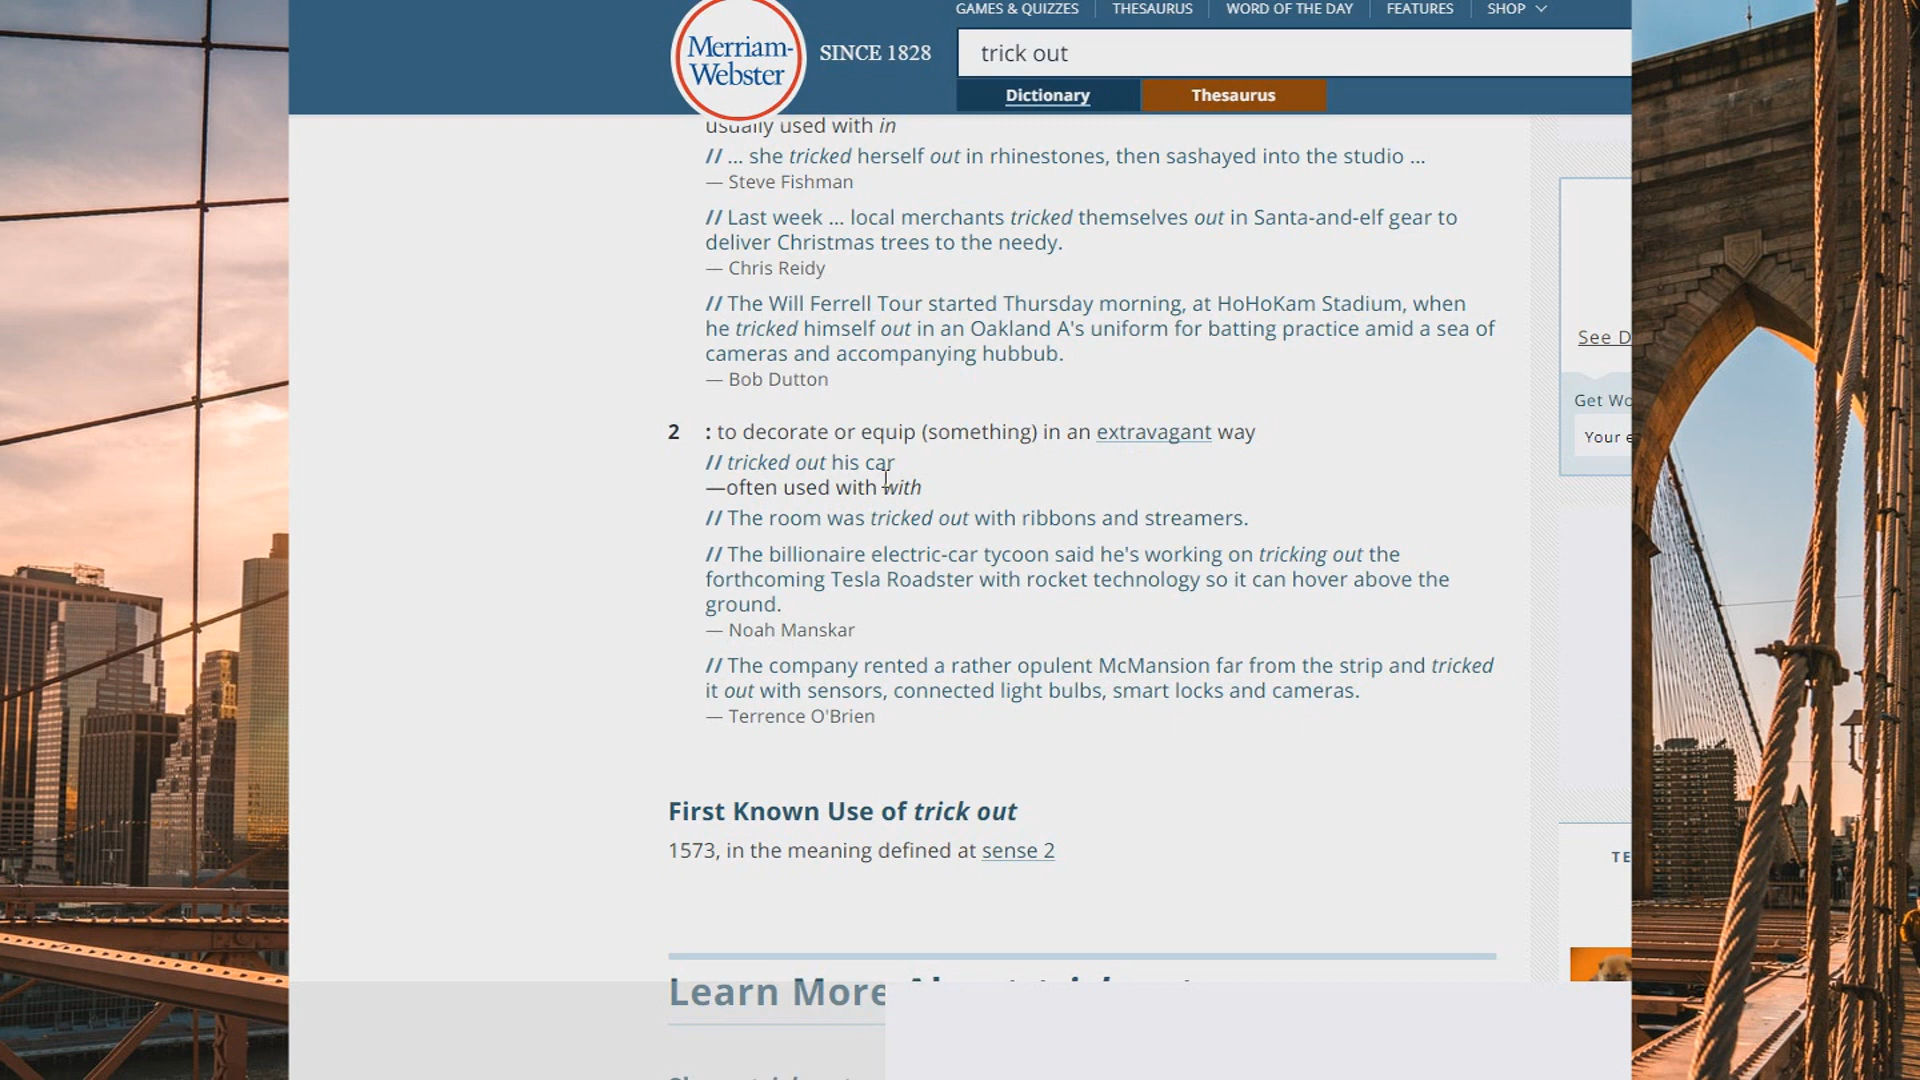 GAMES & QUIZZES THESAURUS WORD OF THE DAY FEATURES SHOP
Merriam-
Webster
SINCE 1828
trick out
Dictionary Thesaurus
usually used with in
// ... she tricked herself out in rhinestones, then sashayed into the studio ...
— Steve Fishman
// Last week ... local merchants tricked themselves out in Santa-and-elf gear to
deliver Christmas trees to the needy.
— Chris Reidy
// The Will Ferrell Tour started Thursday morning, at HoHoKam Stadium, when
he tricked himself out in an Oakland A's uniform for batting practice amid a sea of
cameras and accompanying hubbub.
— Bob Dutton
See D
Get Wo
Your e
2 : to decorate or equip (something) in an extravagant way
// tricked out his car
—often used with with
// The room was tricked out with ribbons and streamers.
// The billionaire electric-car tycoon said he's working on tricking out the
forthcoming Tesla Roadster with rocket technology so it can hover above the
ground.
— Noah Manskar
// The company rented a rather opulent McMansion far from the strip and tricked
it out with sensors, connected light bulbs, smart locks and cameras.
— Terrence O'Brien
First Known Use of trick out
1573, in the meaning defined at sense 2
TE
Learn More